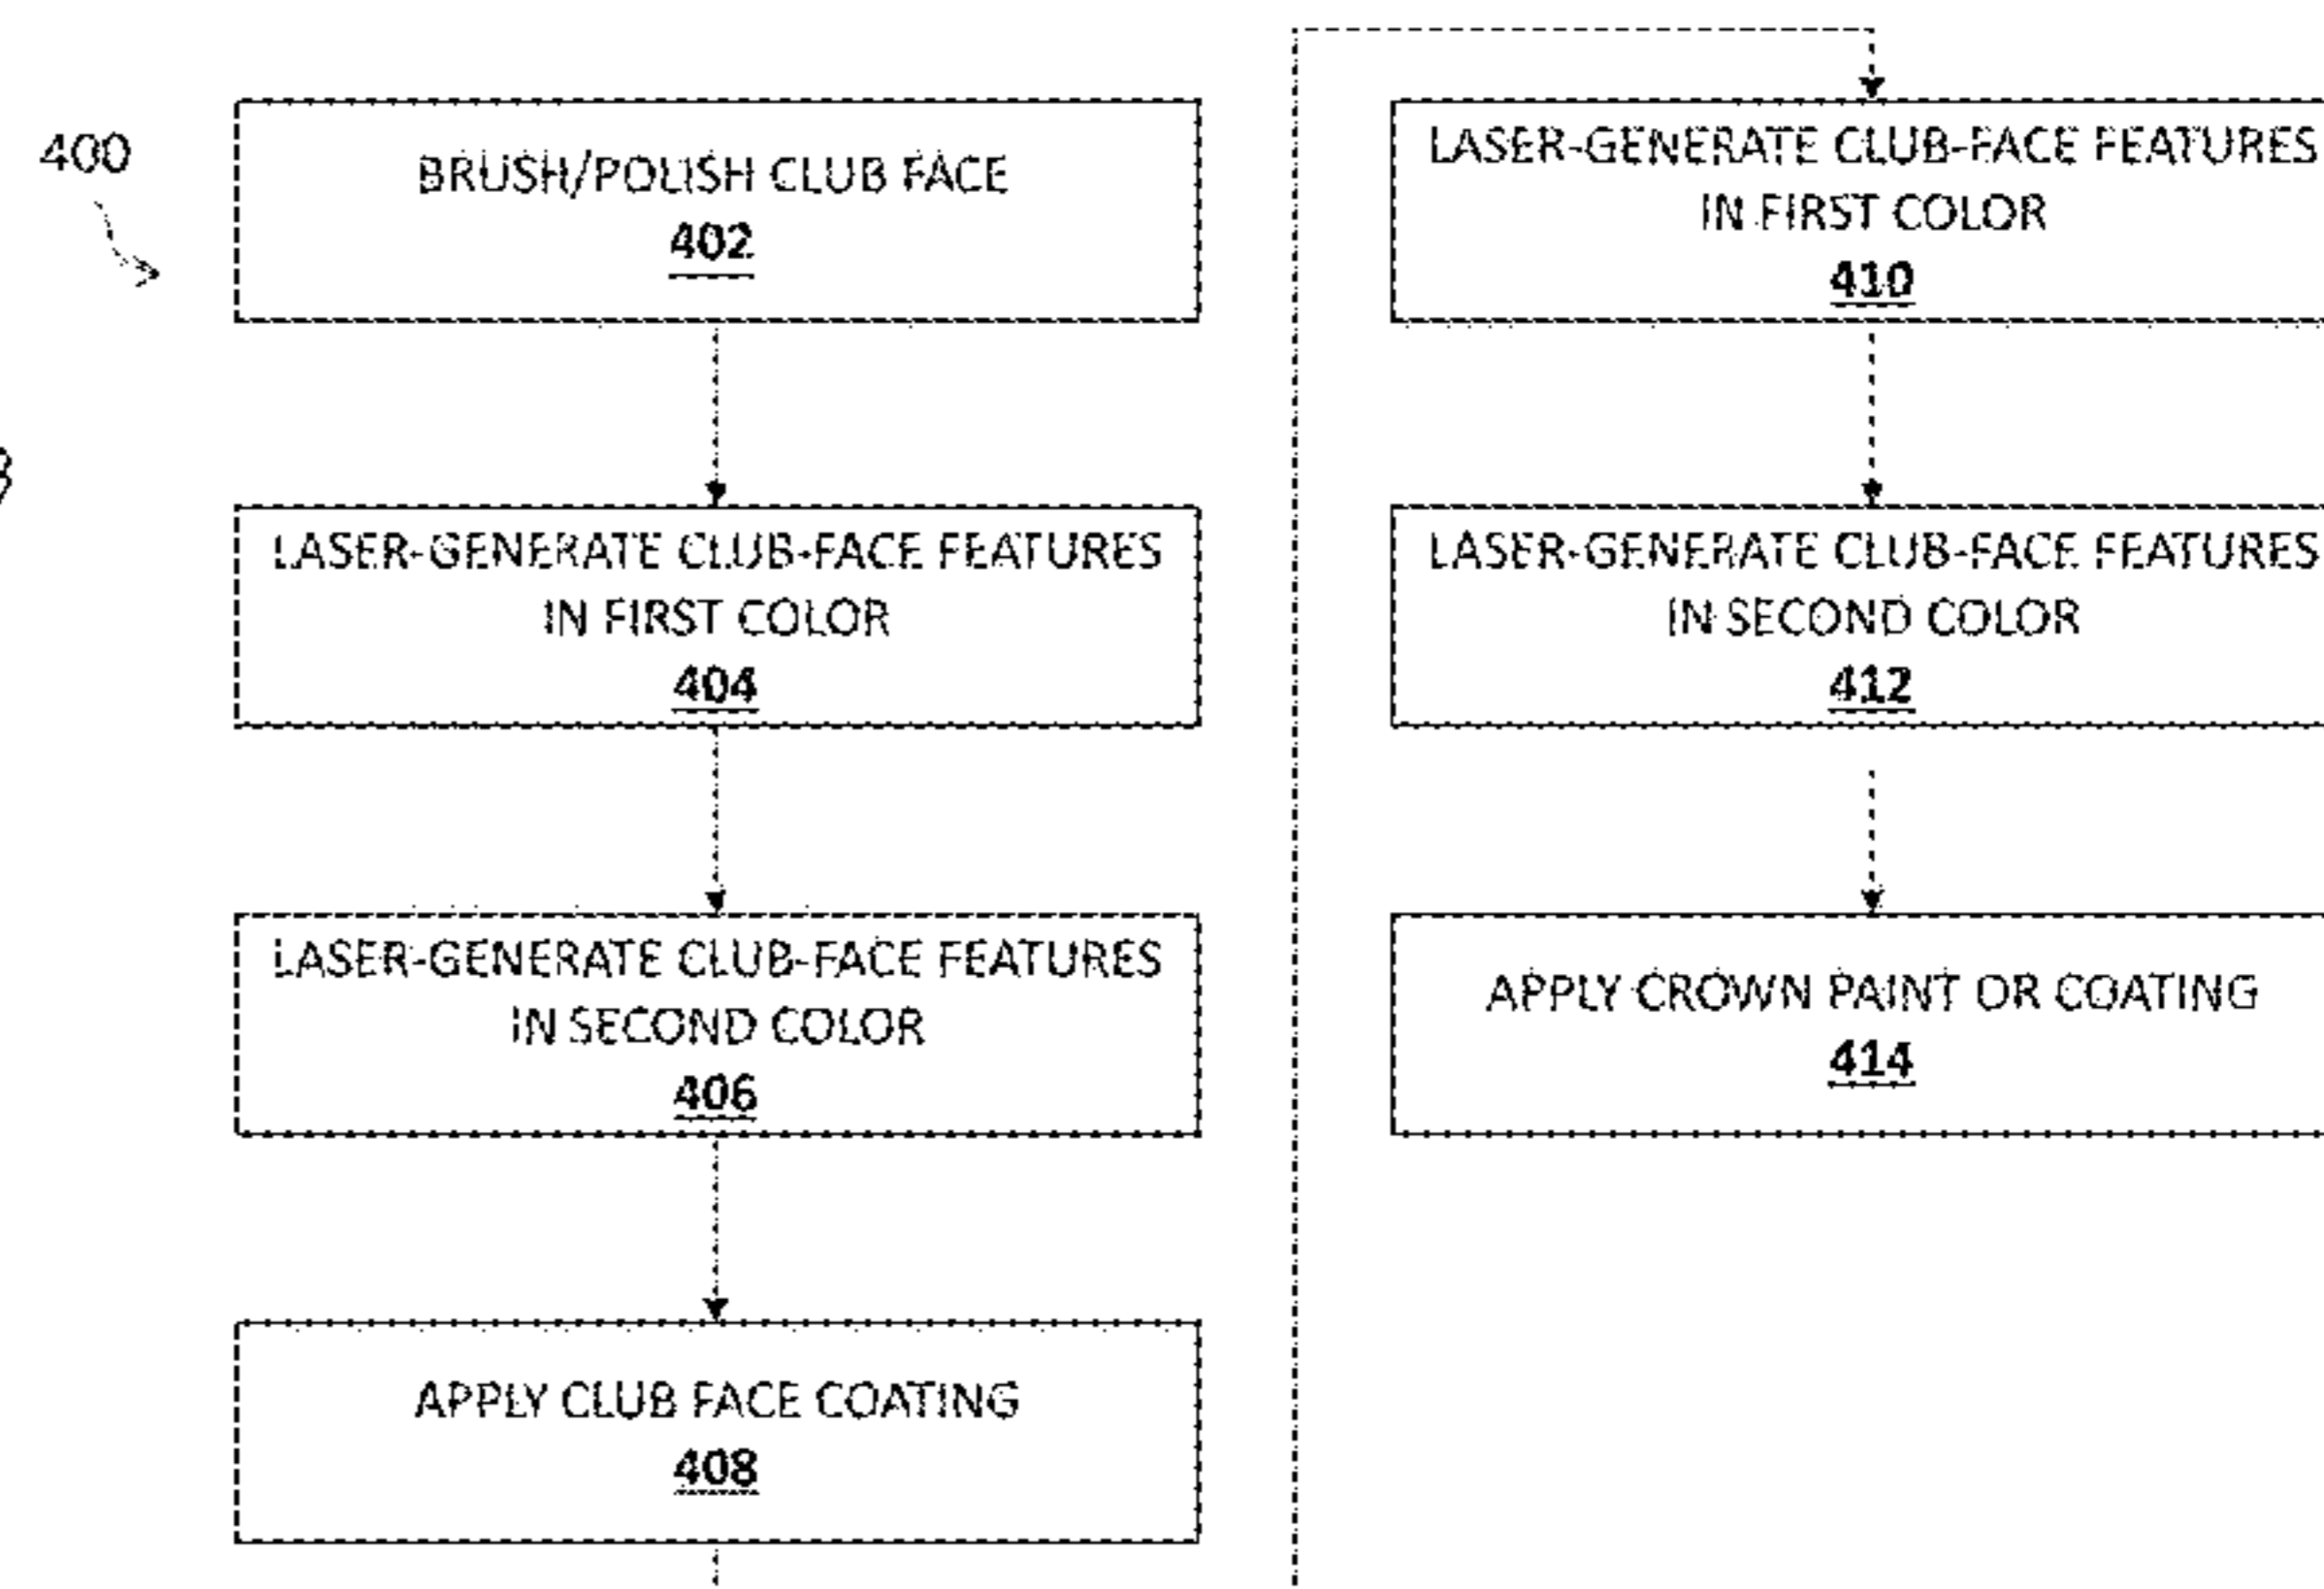 400
BRUSH/POLISH CLUB FACE
402
LASER-GENERATE CLUB-FACE FEATURES
IN FIRST COLOR
404
LASER-GENERATE CLUB-FACE FEATURES
IN SECOND COLOR
406
APPLY CLUB FACE COATING
408
LASER-GENERATE CLUB-FACE FEATURES
IN FIRST COLOR
410
LASER-GENERATE CLUB-FACE FEATURES
IN SECOND COLOR
412
APPLY CROWN PAINT OR COATING
414